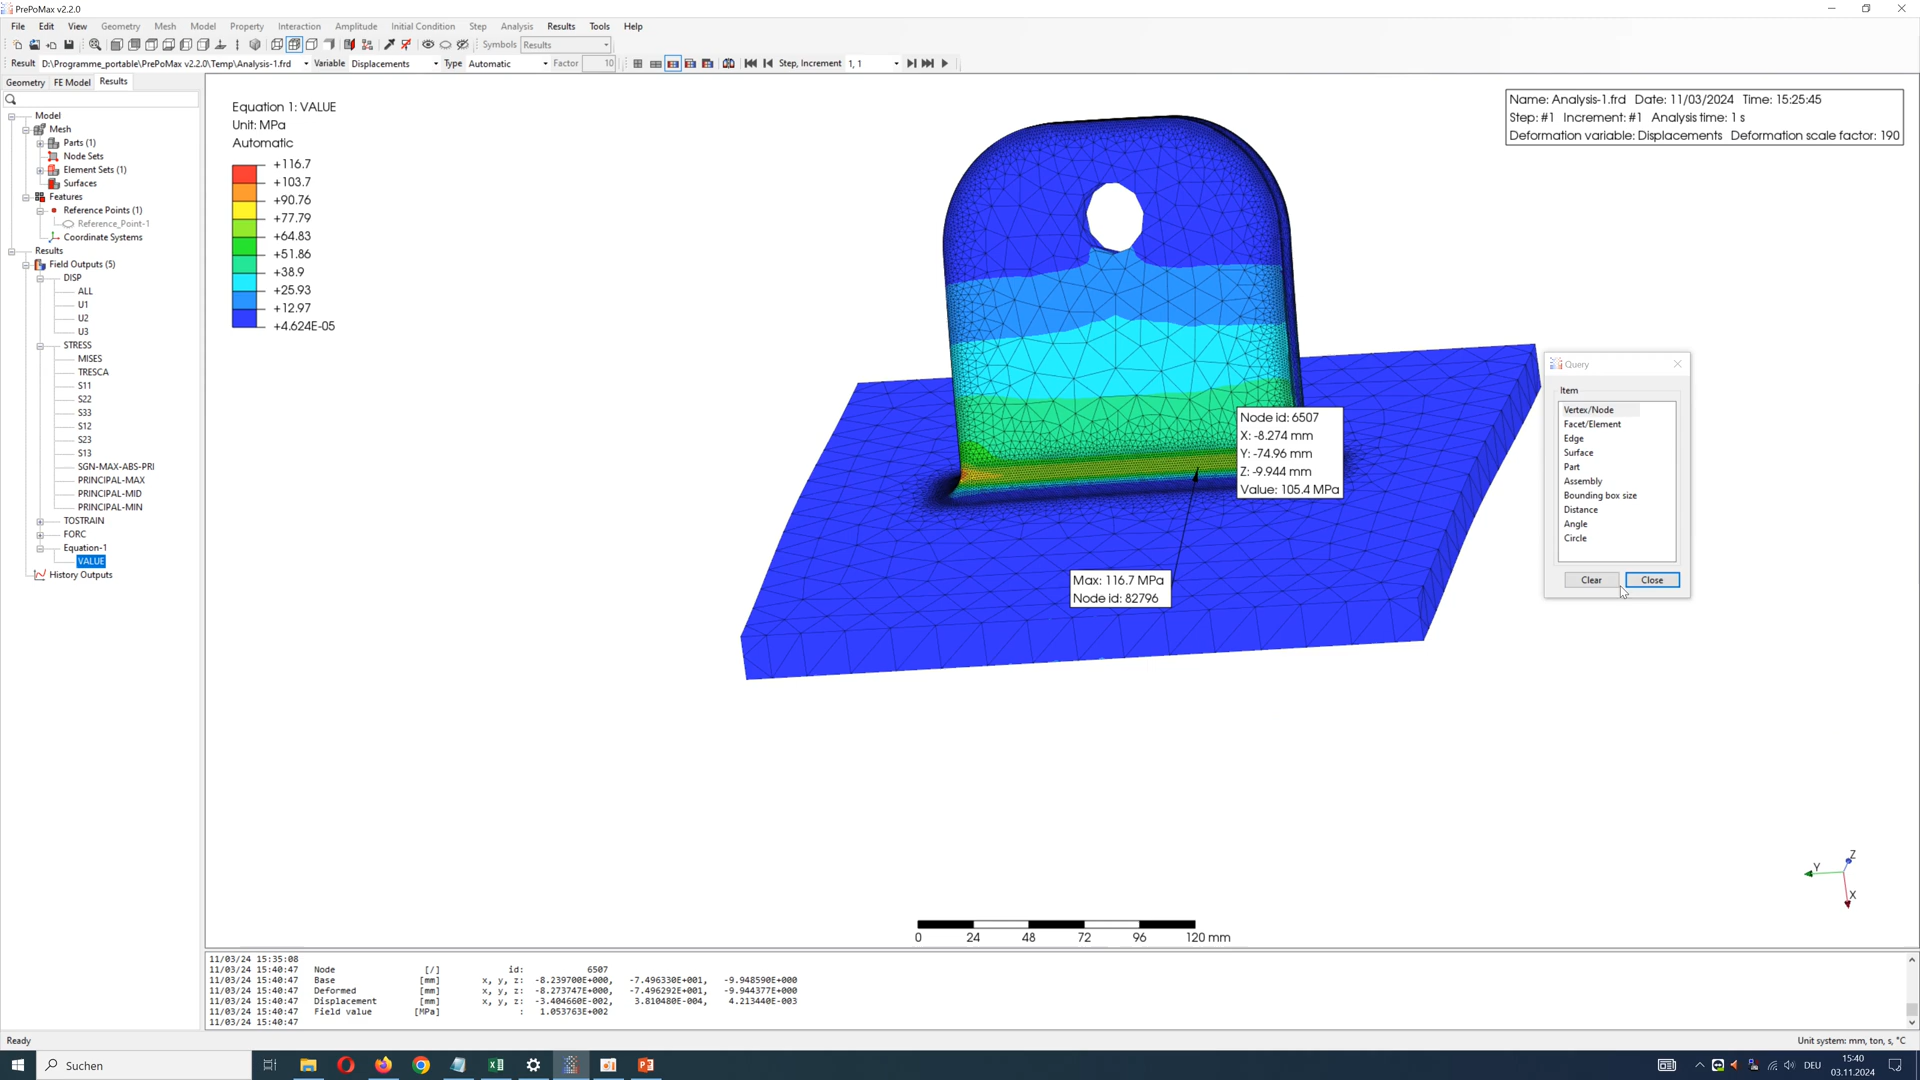 PrePoMax v2.2.0
File Edit View Geometry Mesh Model Property Interaction Amplitude Initial Condition Step Analysis Results Tools Help
Symbols Results
Result D:\Programme_portable\PrePoMax v2.2.0\Temp\Analysis-1.frd Variable Displacements Type Automatic Factor 10 Step, Increment 1, 1
Geometry FE Model Results
Model
Mesh
Parts (1)
Node Sets
Element Sets (1)
Surfaces
Features
Reference Points (1)
Reference_Point-1
Coordinate Systems
Results
Field Outputs (5)
DISP
ALL
U1
U2
U3
STRESS
MISES
TRESCA
S11
S22
S33
S12
S23
S13
SGN-MAX-ABS-PRI
PRINCIPAL-MAX
PRINCIPAL-MID
PRINCIPAL-MIN
TOSTRAIN
FORC
Equation-1
VALUE
History Outputs
Equation 1: VALUE
Unit: MPa
Automatic
+116.7
+103.7
+90.76
+77.79
+64.83
+51.86
+38.9
+25.93
+12.97
+4.624E-05
Name: Analysis-1.frd Date: 11/03/2024 Time: 15:25:45
Step: #1 Increment: #1 Analysis time: 1 s
Deformation variable: Displacements Deformation scale factor: 190
Node id: 6507
X: -8.274 mm
Y: -74.96 mm
Z: -9.944 mm
Value: 105.4 MPa
Max: 116.7 MPa
Node id: 82796
Query
Item
Vertex/Node
Facet/Element
Edge
Surface
Part
Assembly
Bounding box size
Distance
Angle
Circle
Clear Close
Z
Y
X
0 24 48 72 96 120 mm
11/03/24 15:35:08
11/03/24 15:40:47 Node [/] id: 6507
11/03/24 15:40:47 Base [mm] x, y, z: -8.239700E+000, -7.496330E+001, -9.948590E+000
11/03/24 15:40:47 Deformed [mm] x, y, z: -8.273747E+000, -7.496292E+001, -9.944377E+000
11/03/24 15:40:47 Displacement [mm] x, y, z: -3.404660E-002, 3.810480E-004, 4.213440E-003
11/03/24 15:40:47 Field value [MPa] : 1.053763E+002
11/03/24 15:40:47
Ready
Unit system: mm, ton, s, °C
Suchen
DEU
15:40
03.11.2024